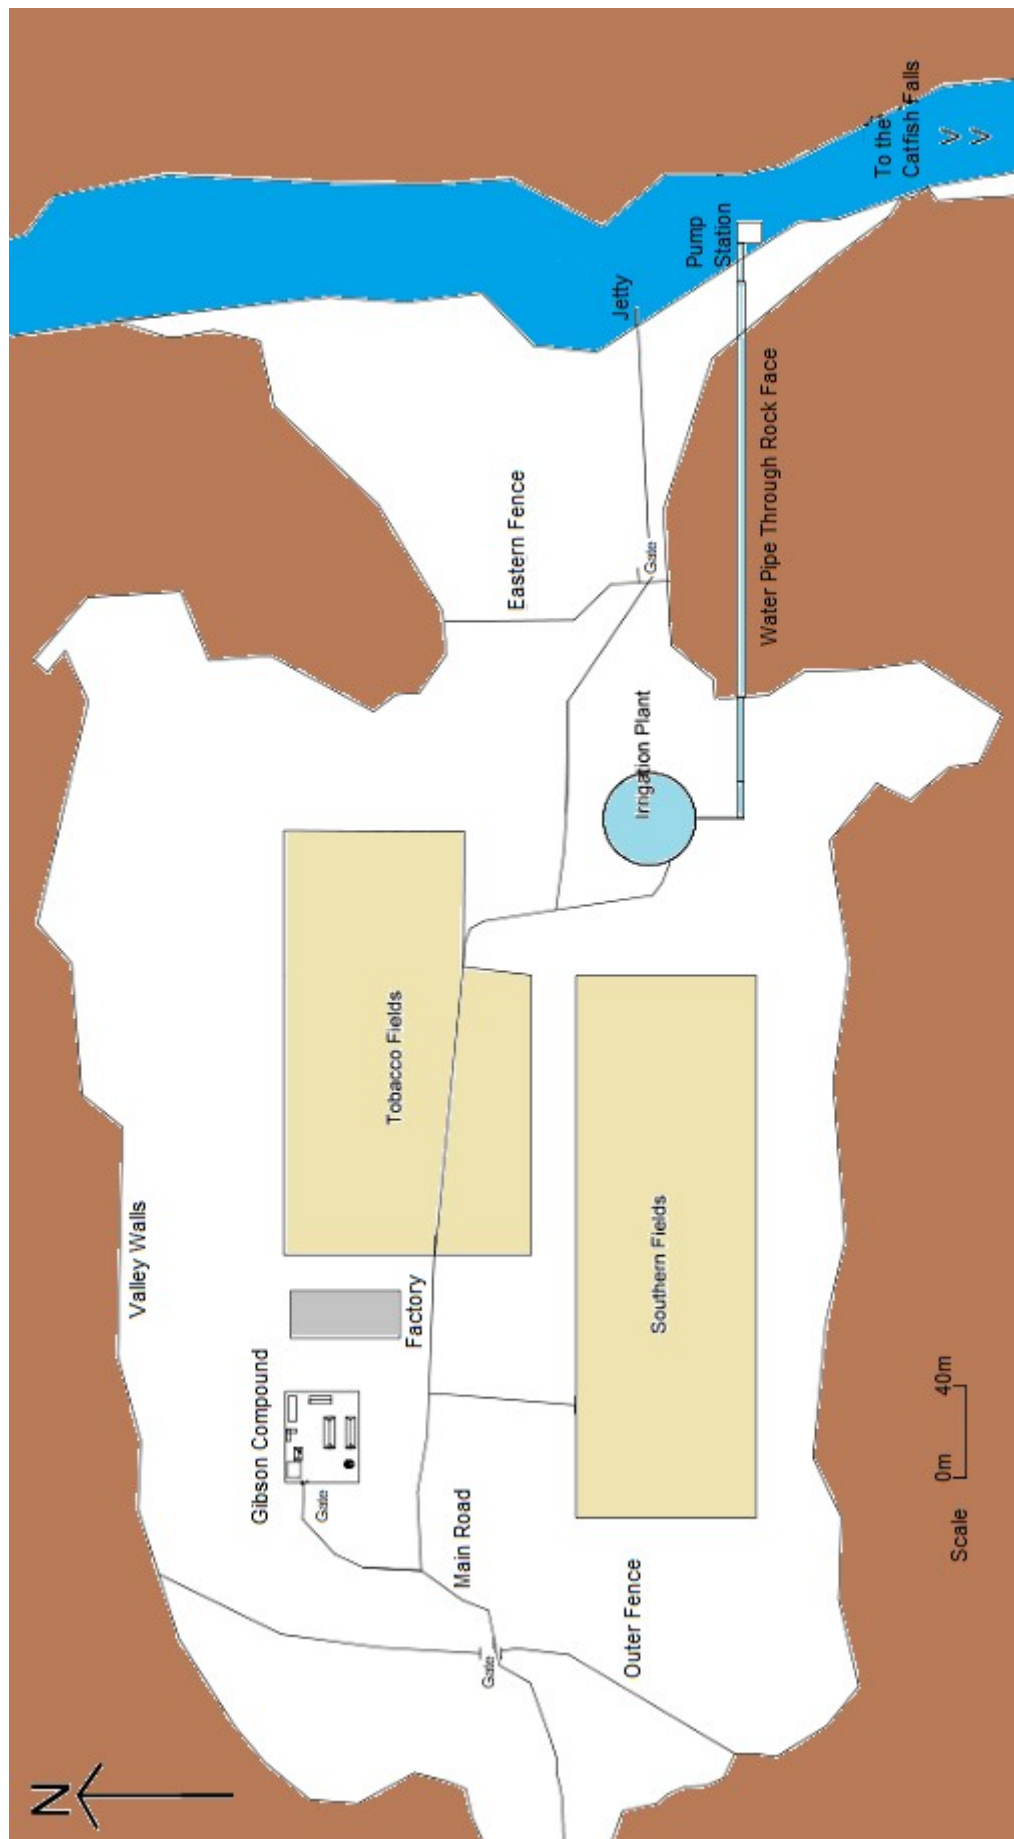 N
Valley Walls
Gibson Compound
Gate
Factory
Main Road
Gate
Outer Fence
Tobacco Fields
Southern Fields
Irrigation Plant
Eastern Fence
Gate
Jetty
Pump
Station
Water Pipe Through Rock Face
To the
Catfish Falls
V
V
Scale
0m
40m